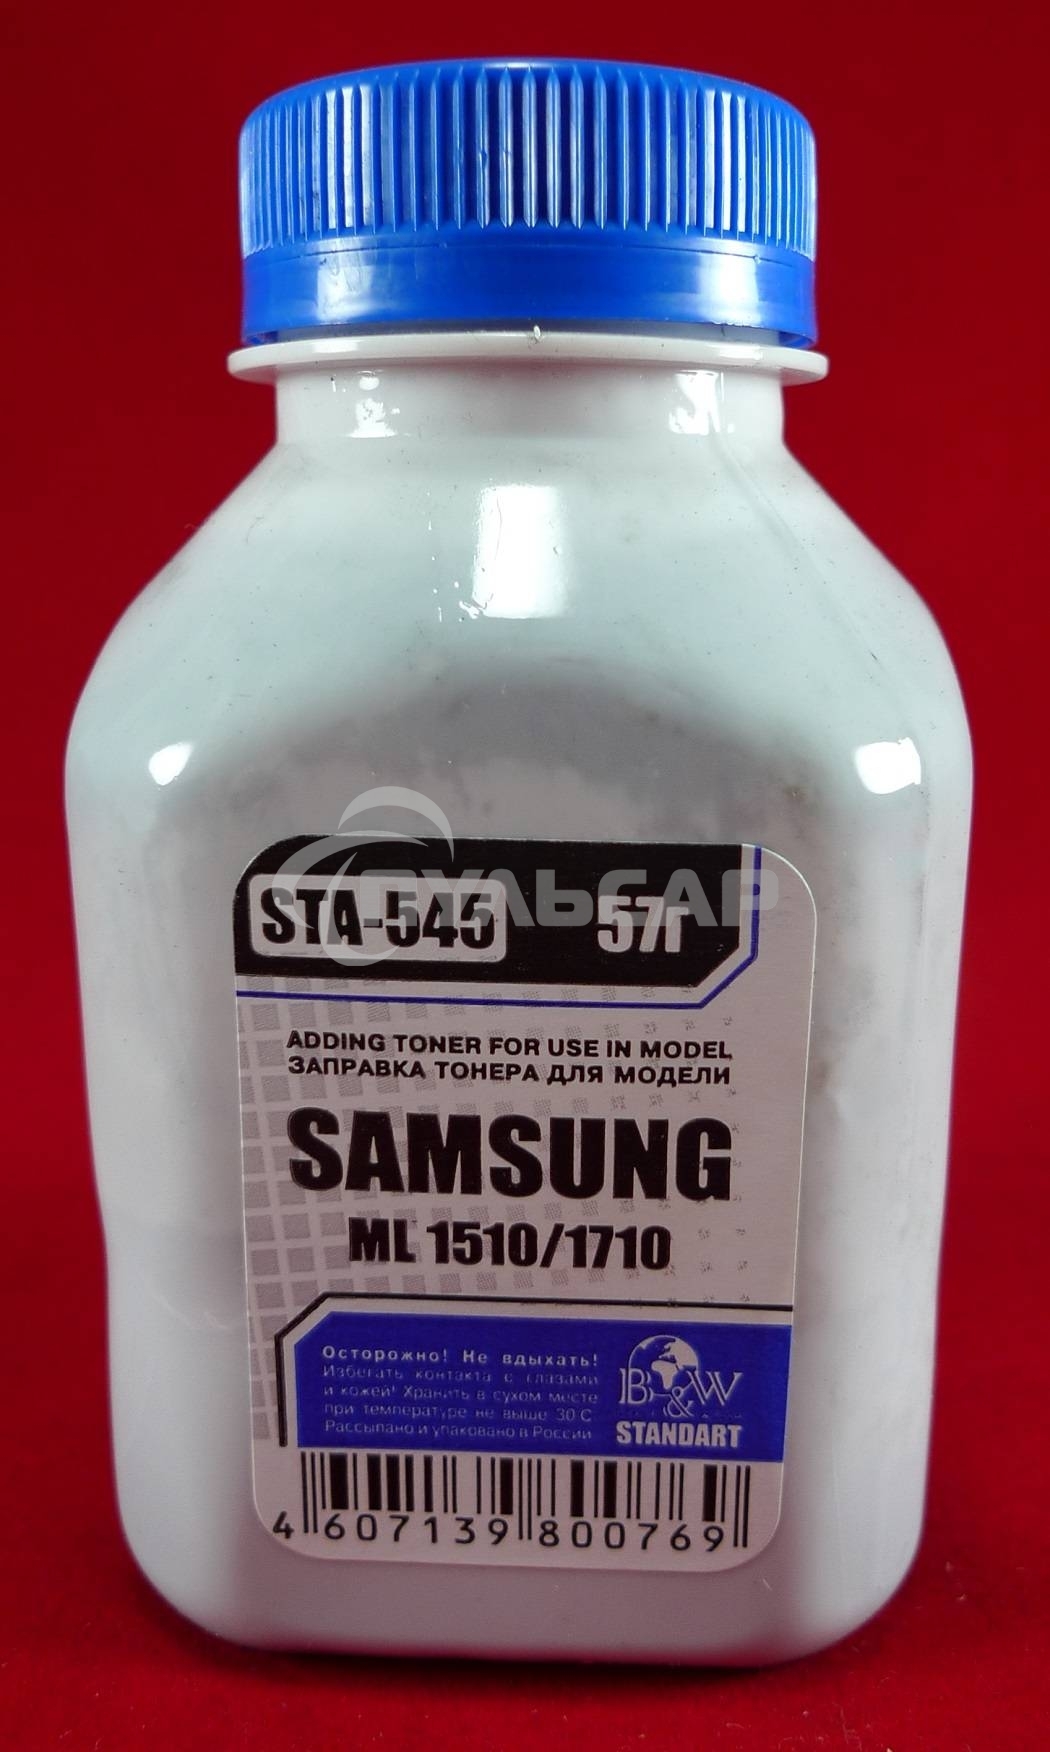 STA-545 57г
ПУЛЬСАР
ADDING TONER FOR USE IN MODEL
ЗАПРАВКА ТОНЕРА ДЛЯ МОДЕЛИ
SAMSUNG
ML 1510/1710
Осторожно! Не вдыхать!
Избегать контакта с глазами
и кожей! Хранить в сухом месте
при температуре не выше 30 С
Рассыпано и упаковано в России
B&W
STANDART
4 607139 800769